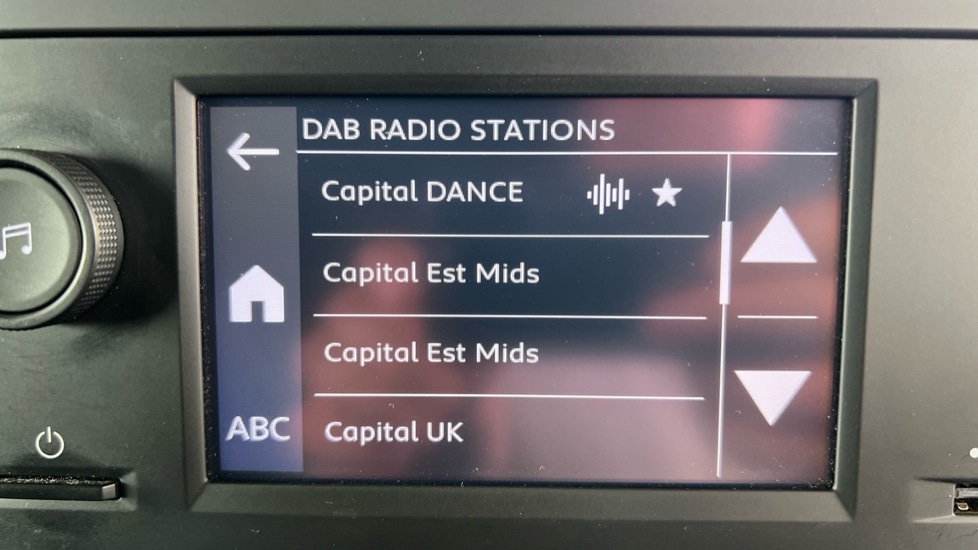 DAB RADIO STATIONS
Capital DANCE
Capital Est Mids
Capital Est Mids
Capital UK
ABC